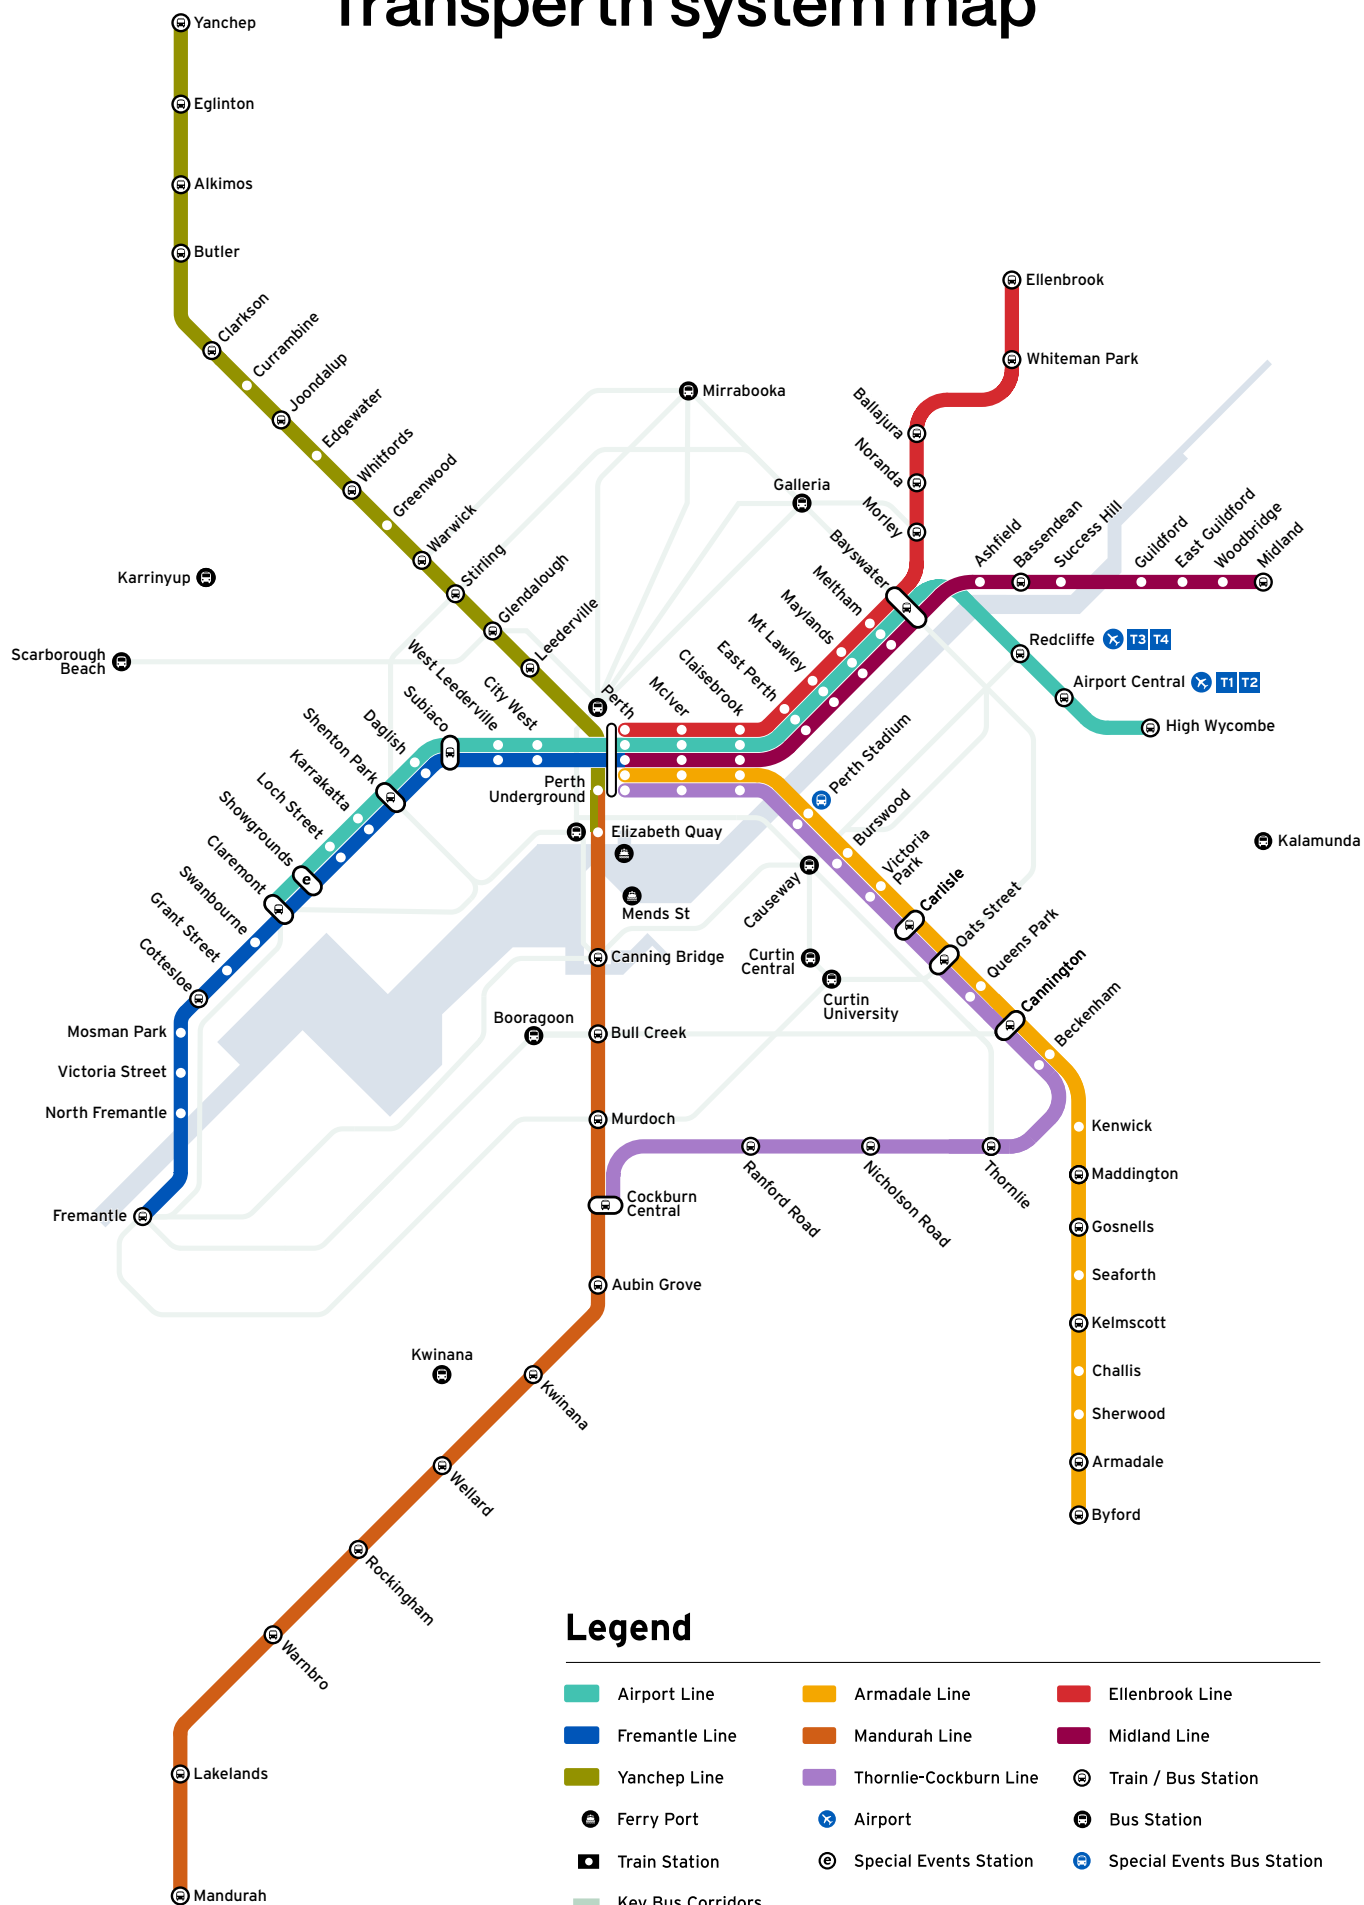 Transperth system map
Yanchep
Eglinton
Alkimos
Butler
Clarkson
Currambine
Joondalup
Edgewater
Whitfords
Greenwood
Warwick
Stirling
Glendalough
Leederville
Ellenbrook
Whiteman Park
Ballajura
Noranda
Morley
Mirrabooka
Galleria
Karrinyup
Scarborough
Beach
Bayswater
Meltham
Maylands
Mt Lawley
East Perth
Claisebrook
McIver
Perth
Ashfield
Bassendean
Success Hill
Guildford
East Guildford
Woodbridge
Midland
Redcliffe
T3 T4
Airport Central
T1 T2
High Wycombe
City West
West Leederville
Subiaco
Daglish
Shenton Park
Karrakatta
Loch Street
Showgrounds
e
Claremont
Swanbourne
Grant Street
Cottesloe
Mosman Park
Victoria Street
North Fremantle
Fremantle
Perth
Underground
Elizabeth Quay
Mends St
Canning Bridge
Booragoon
Bull Creek
Murdoch
Cockburn
Central
Aubin Grove
Kwinana
Kwinana
Wellard
Rockingham
Warnbro
Lakelands
Mandurah
Perth Stadium
Burswood
Victoria
Park
Carlisle
Oats Street
Queens Park
Cannington
Beckenham
Causeway
Curtin
Central
Curtin
University
Kalamunda
Ranford Road
Nicholson Road
Thornlie
Kenwick
Maddington
Gosnells
Seaforth
Kelmscott
Challis
Sherwood
Armadale
Byford
Legend
Airport Line
Armadale Line
Ellenbrook Line
Fremantle Line
Mandurah Line
Midland Line
Yanchep Line
Thornlie-Cockburn Line
Train / Bus Station
Ferry Port
Airport
Bus Station
Train Station
e
Special Events Station
Special Events Bus Station
Key Bus Corridors